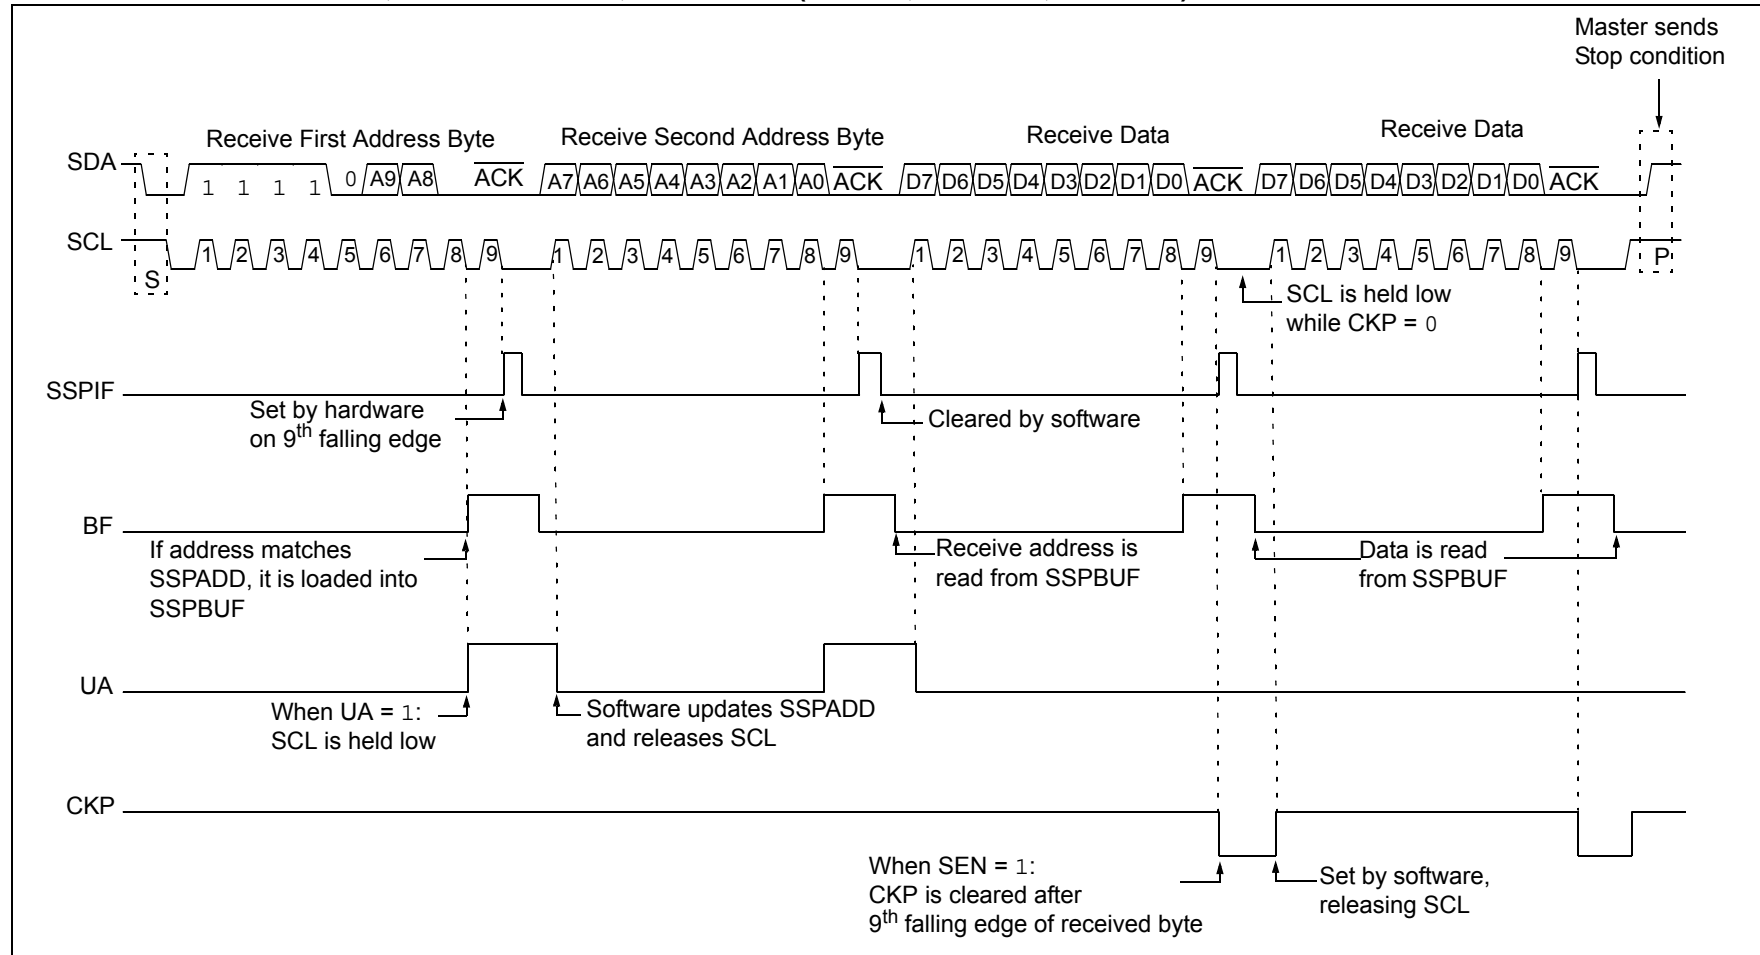 Master sends
Stop condition
Receive First Address Byte
Receive Second Address Byte
Receive Data
Receive Data
SDA
1 1 1 1 0 A9 A8 ACK A7 A6 A5 A4 A3 A2 A1 A0 ACK D7 D6 D5 D4 D3 D2 D1 D0 ACK D7 D6 D5 D4 D3 D2 D1 D0 ACK
SCL
1 2 3 4 5 6 7 8 9 1 2 3 4 5 6 7 8 9 1 2 3 4 5 6 7 8 9 1 2 3 4 5 6 7 8 9
S
P
SCL is held low
while CKP = 0
SSPIF
Set by hardware
on 9th falling edge
Cleared by software
BF
If address matches
SSPADD, it is loaded into
SSPBUF
Receive address is
read from SSPBUF
Data is read
from SSPBUF
UA
When UA = 1:
SCL is held low
Software updates SSPADD
and releases SCL
CKP
When SEN = 1:
CKP is cleared after
9th falling edge of received byte
Set by software,
releasing SCL